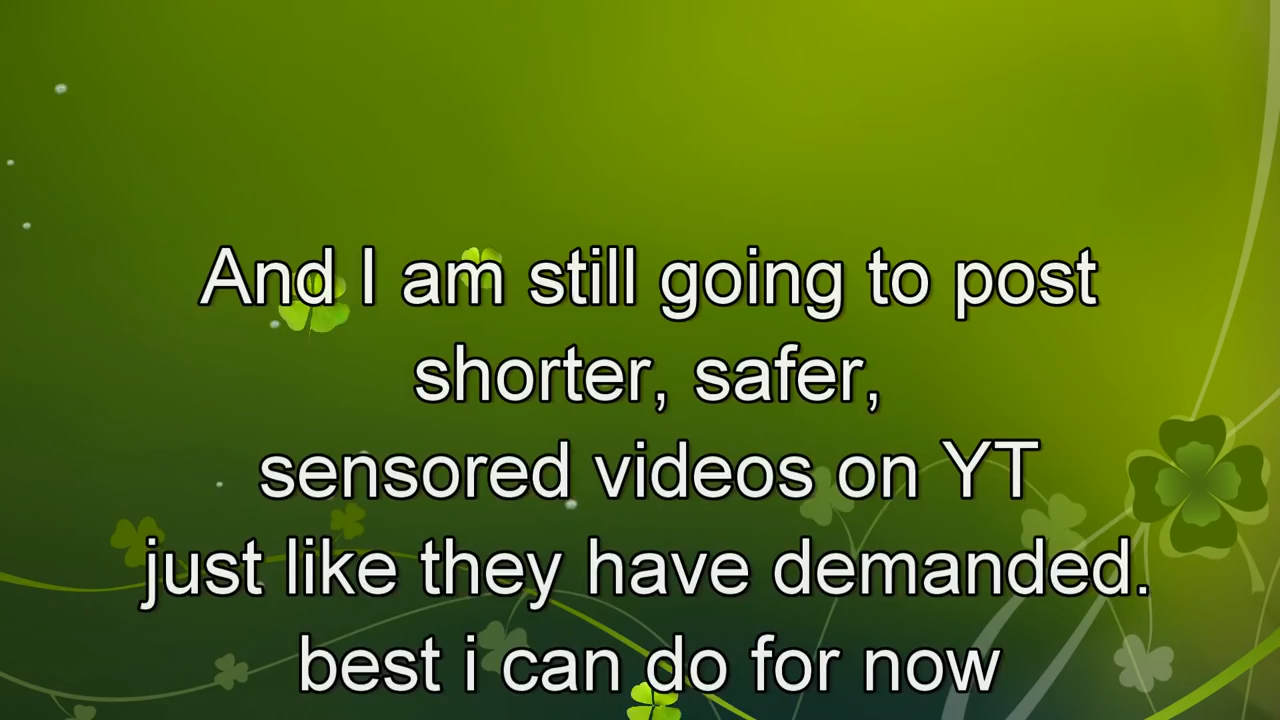 And I am still going to post
shorter, safer,
sensored videos on YT
just like they have demanded.
best i can do for now